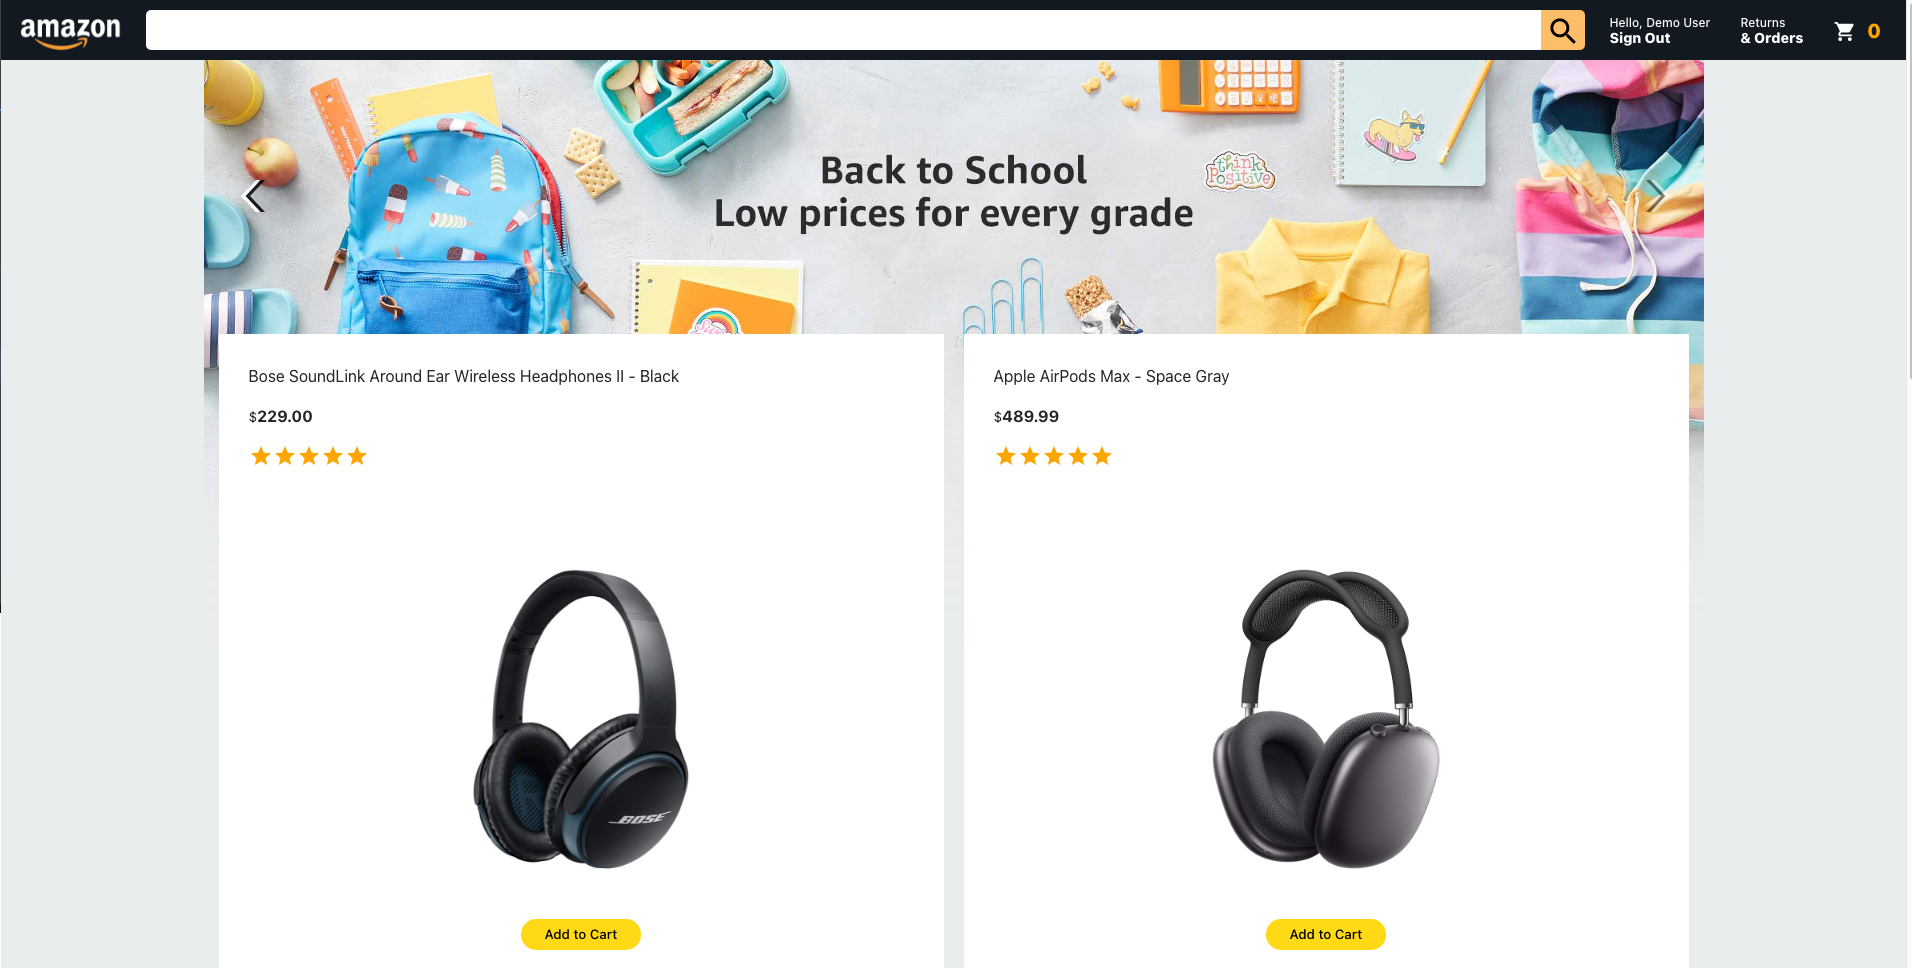 amazon
Hello, Demo User
Sign Out
Returns
& Orders
0
Back to School
Low prices for every grade
think
positive
Bose SoundLink Around Ear Wireless Headphones II - Black
$229.00
Apple AirPods Max - Space Gray
$489.99
BOSE
Add to Cart
Add to Cart